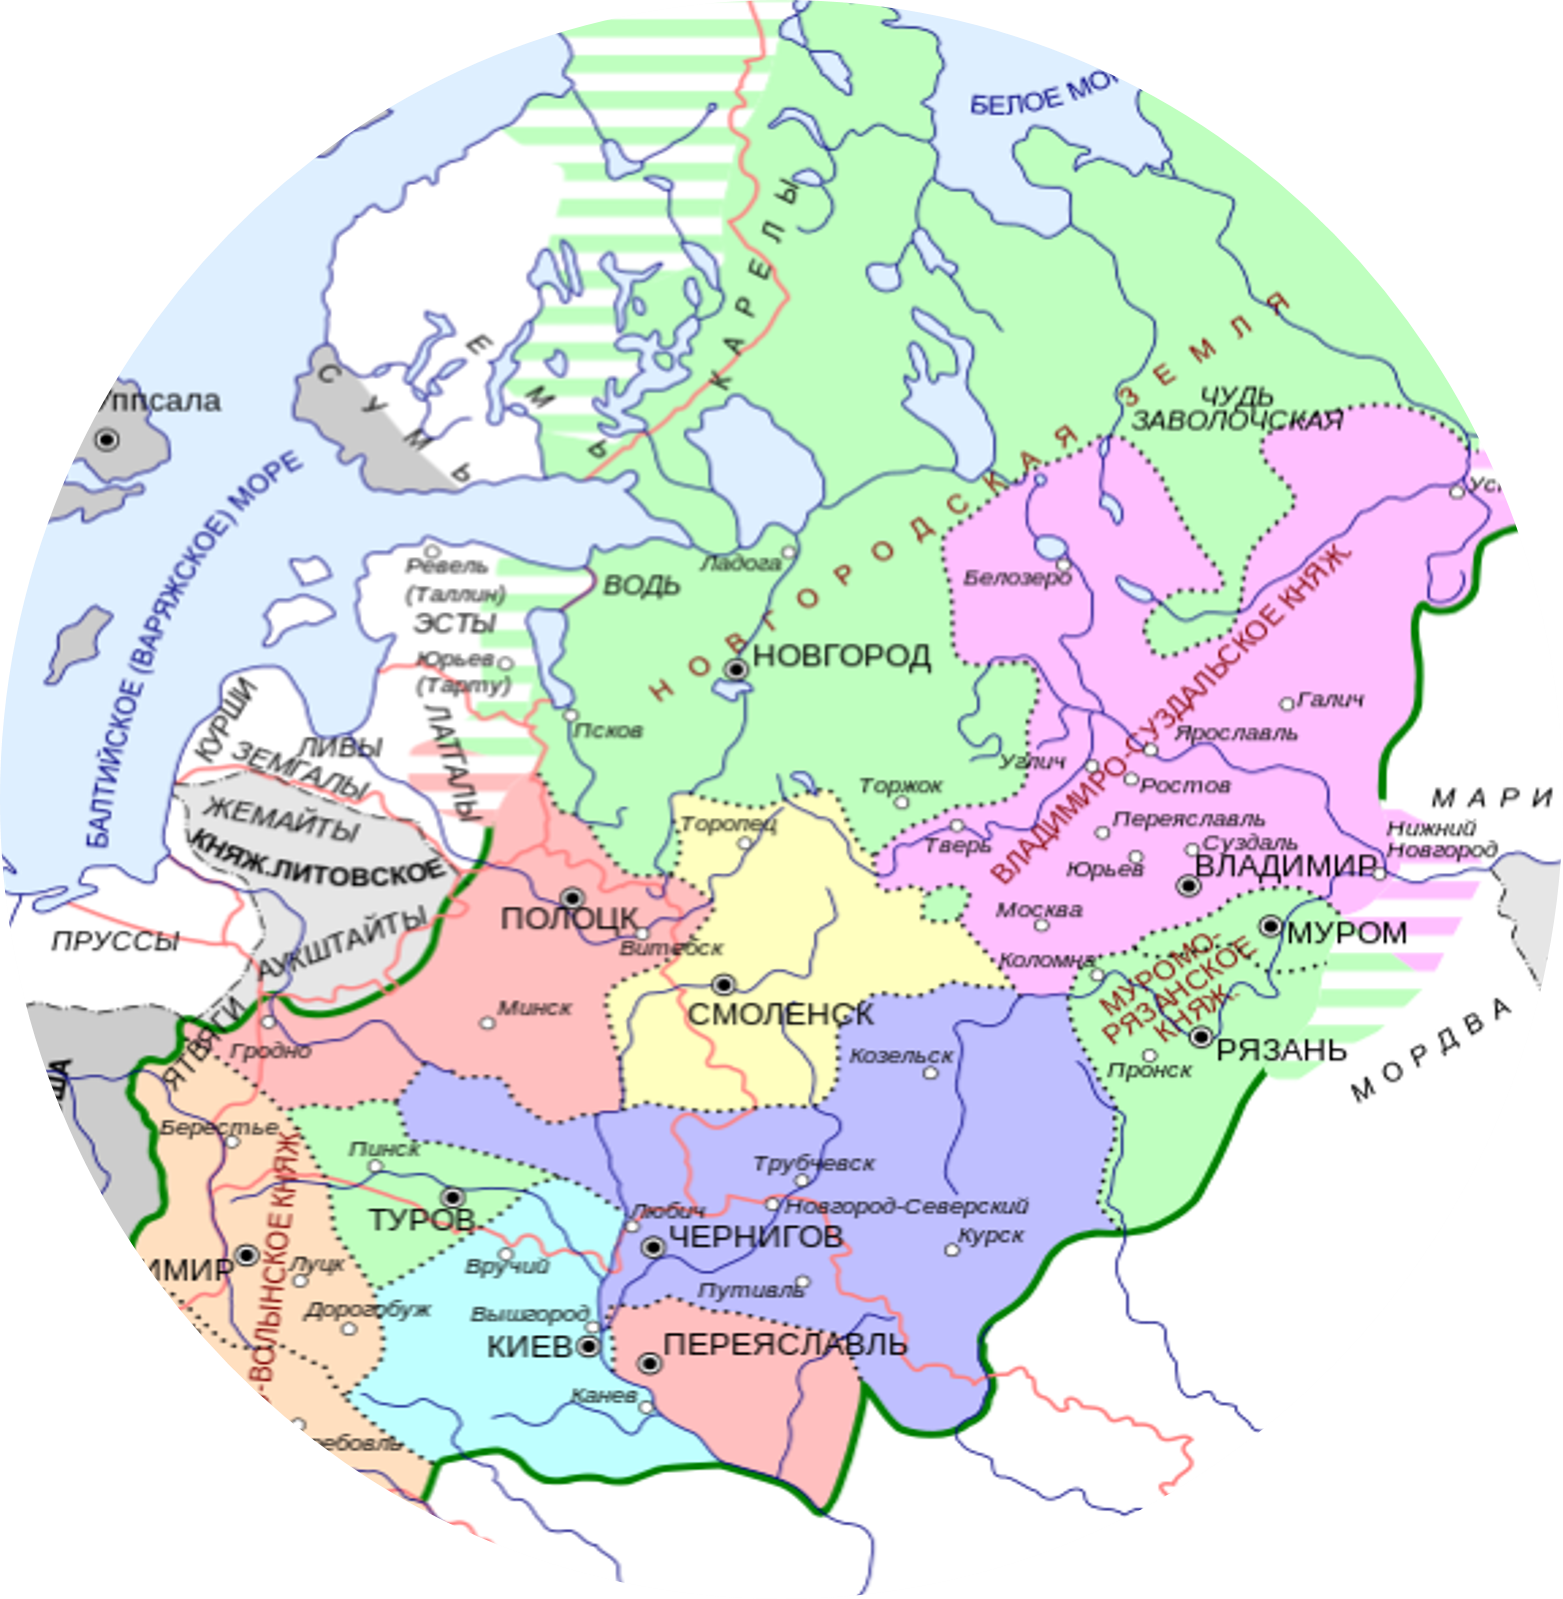 БЕЛОЕ МОР
КАРЕЛЫ
ЕМЬ
СУМЬ
НОВГОРОДСКАЯ ЗЕМЛЯ
ЧУДЬ
ЗАВОЛОЧСКАЯ
уппсала
БАЛТИЙСКОЕ (ВАРЯЖСКОЕ) МОРЕ
Ревель
(Таллин)
ЭСТЫ
Юрьев
(Тарту)
ВОДЬ
Ладога
Белозеро
НОВГОРОД
Псков
КУРШИ
ЛИВЫ
ЗЕМГАЛЫ
ЛАТГАЛЫ
ЖЕМАЙТЫ
КНЯЖ.ЛИТОВСКОЕ
АУКШТАЙТЫ
ПРУССЫ
ЯТВЯГИ
Галич
Ярославль
Углич
Ростов
Торжок
Торопец
Тверь
Переяславль
Суздаль
Юрьев
ВЛАДИМИР
ВЛАДИМИРО-СУЗДАЛЬСКОЕ КНЯЖ.
МАРИ
Нижний
Новгород
Москва
Коломна
МУРОМ
МУРОМО-
РЯЗАНСКОЕ
КНЯЖ.
РЯЗАНЬ
Пронск
МОРДВА
ПОЛОЦК
Витебск
СМОЛЕНСК
Минск
Гродно
Козельск
Берестье
Пинск
ТУРОВ
Трубчевск
Новгород-Северский
Любич
ЧЕРНИГОВ
Курск
Путивль
Вручий
Луцк
Дорогобуж
ИМИР
-ВОЛЫНСКОЕ КНЯЖ.
Вышгород
КИЕВ
ПЕРЕЯСЛАВЛЬ
Канев
ребовль